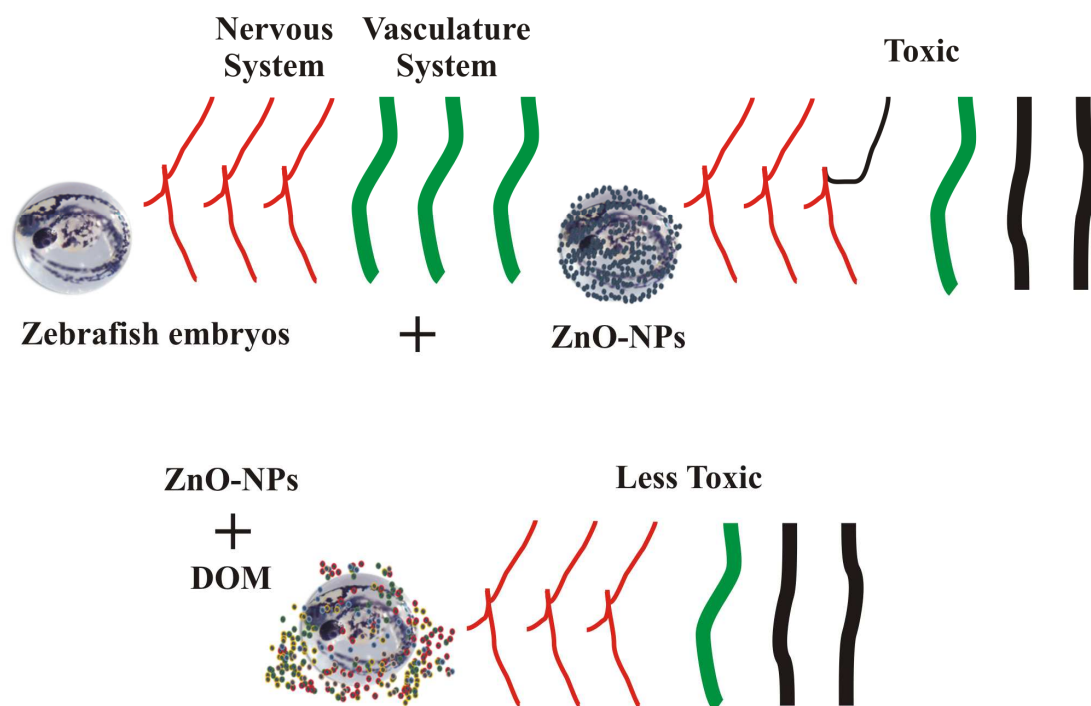 Nervous
System
Vasculature
System
Toxic
Zebrafish embryos
+
ZnO-NPs
ZnO-NPs
+
DOM
Less Toxic